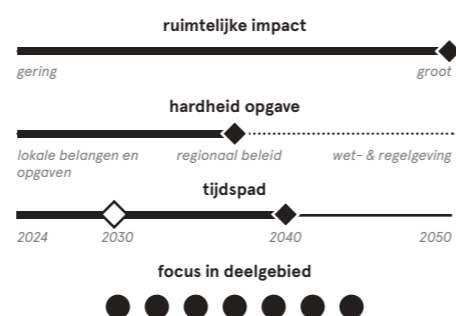 ruimtelijke impact
gering groot
hardheid opgave
lokale belangen en regionaal beleid wet- & regelgeving
opgaven
tijdspad
2024 2030 2040 2050
focus in deelgebied